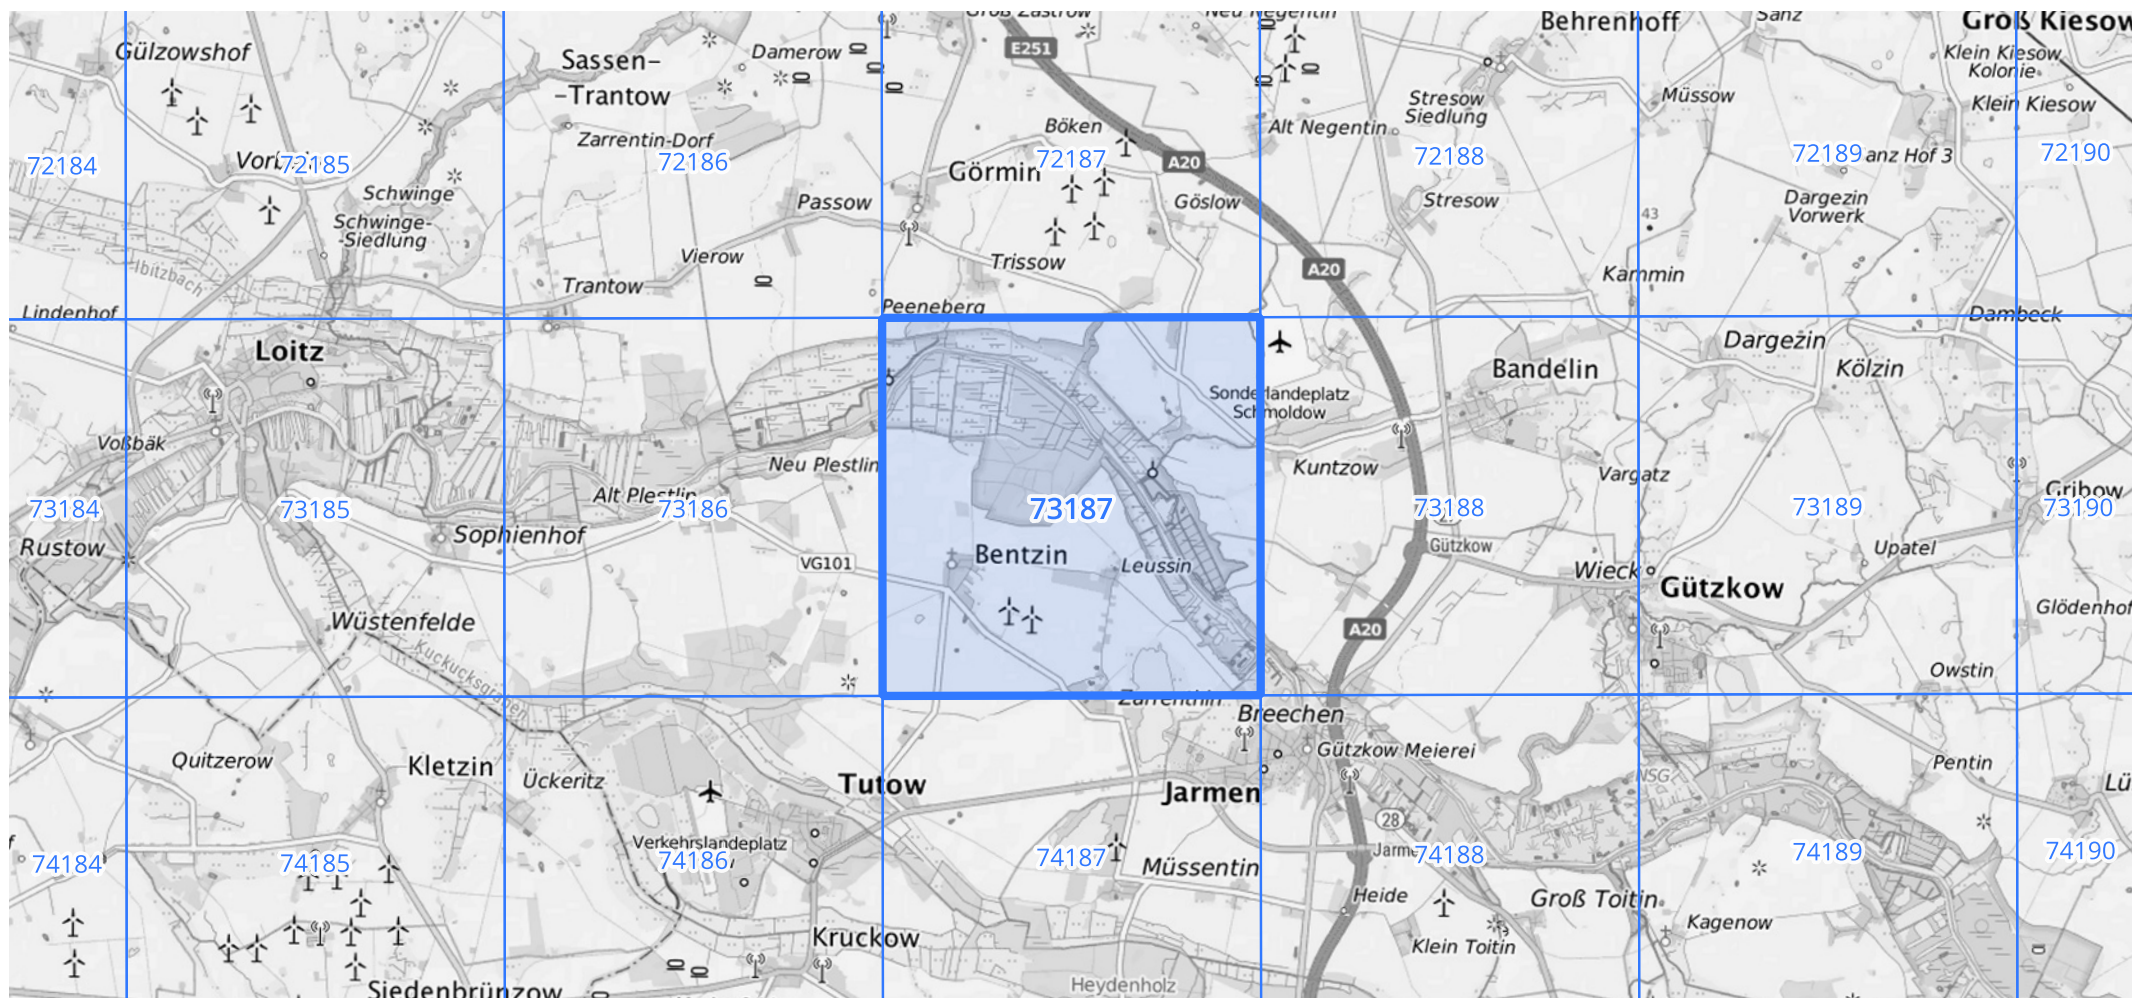 Groß Zastrow
Neu Negentin
Behrenhoff
Sanz
Groß Kiesow
Gülzowshof
Sassen-
-Trantow
Damerow
E251
Klein Kiesow
Kolonie
Stresow
Siedlung
Müssow
Klein Kiesow
Zarrentin-Dorf
Böken
Alt Negentin
72184
72185
72186
72187
A20
72188
72189
anz Hof 3
72190
Görmin
Schwinge
Schwinge-
-Siedlung
Passow
Göslow
Stresow
Dargezin
Vorwerk
43
Ibitzbach
Vierow
Trissow
A20
Kammin
Trantow
Lindenhof
Peeneberg
Dambeck
Loitz
Dargezin
Kölzin
Bandelin
Sonderlandeplatz
Schmoldow
Voßbäk
Neu Plestlin
Kuntzow
Vargatz
Alt Plestlin
Gribow
73184
73185
73186
73187
73188
73189
73190
Sophienhof
Rustow
VG101
Bentzin
Leussin
Gützkow
Upatel
Wieck
Gützkow
Wüstenfelde
A20
Glödenhof
Kuckucksgraben
Owstin
Zarrenthin
Breechen
Quitzerow
Kletzin
Ückeritz
Tutow
Jarmen
Gützkow Meierei
NSG
Pentin
Lü
28
Verkehrslandeplatz
Jarme
74184
74185
74186
74187
74188
74189
74190
Müssentin
Heide
Groß Toitin
Kagenow
Kruckow
Klein Toitin
Siedenbrünzow
Heydenholz